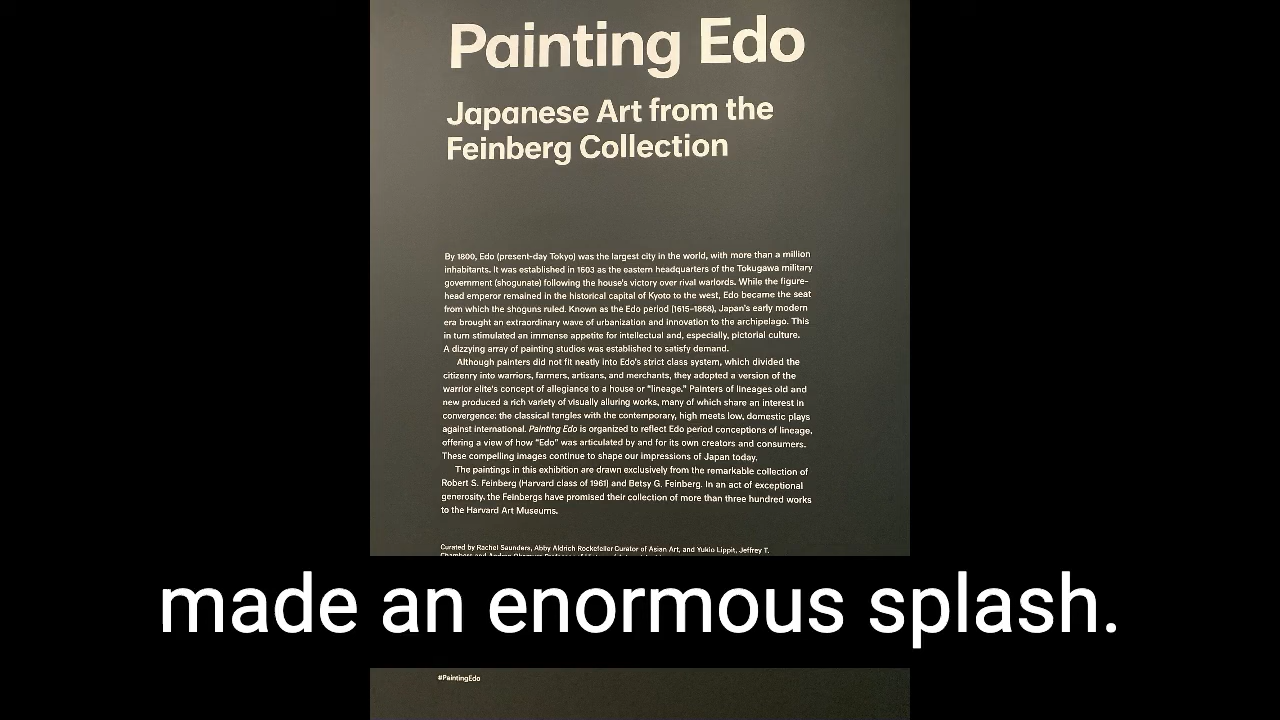 Painting Edo
Japanese Art from the
Feinberg Collection
By 1800, Edo (present-day Tokyo) was the largest city in the world, with more than a million
inhabitants. It was established in 1603 as the eastern headquarters of the Tokugawa military
government (shogunate) following the house's victory over rival warlords. While the figure-
head emperor remained in the historical capital of Kyoto to the west, Edo became the seat
from which the shoguns ruled. Known as the Edo period (1615–1868), Japan's early modern
era brought an extraordinary wave of urbanization and innovation to the archipelago. This
in turn stimulated an immense appetite for intellectual and, especially, pictorial culture.
A dizzying array of painting studios was established to satisfy demand.
Although painters did not fit neatly into Edo's strict class system, which divided the
citizenry into warriors, farmers, artisans, and merchants, they adopted a version of the
warrior elite's concept of allegiance to a house or "lineage." Painters of lineages old and
new produced a rich variety of visually alluring works, many of which share an interest in
convergence: the classical tangles with the contemporary, high meets low, domestic plays
against international. Painting Edo is organized to reflect Edo period conceptions of lineage,
offering a view of how "Edo" was articulated by and for its own creators and consumers.
These compelling images continue to shape our impressions of Japan today.
The paintings in this exhibition are drawn exclusively from the remarkable collection of
Robert S. Feinberg (Harvard class of 1961) and Betsy G. Feinberg. In an act of exceptional
generosity, the Feinbergs have promised their collection of more than three hundred works
to the Harvard Art Museums.
Curated by Rachel Saunders, Abby Aldrich Rockefeller Curator of Asian Art, and Yukio Lippit, Jeffrey T.
made an enormous splash.
#PaintingEdo